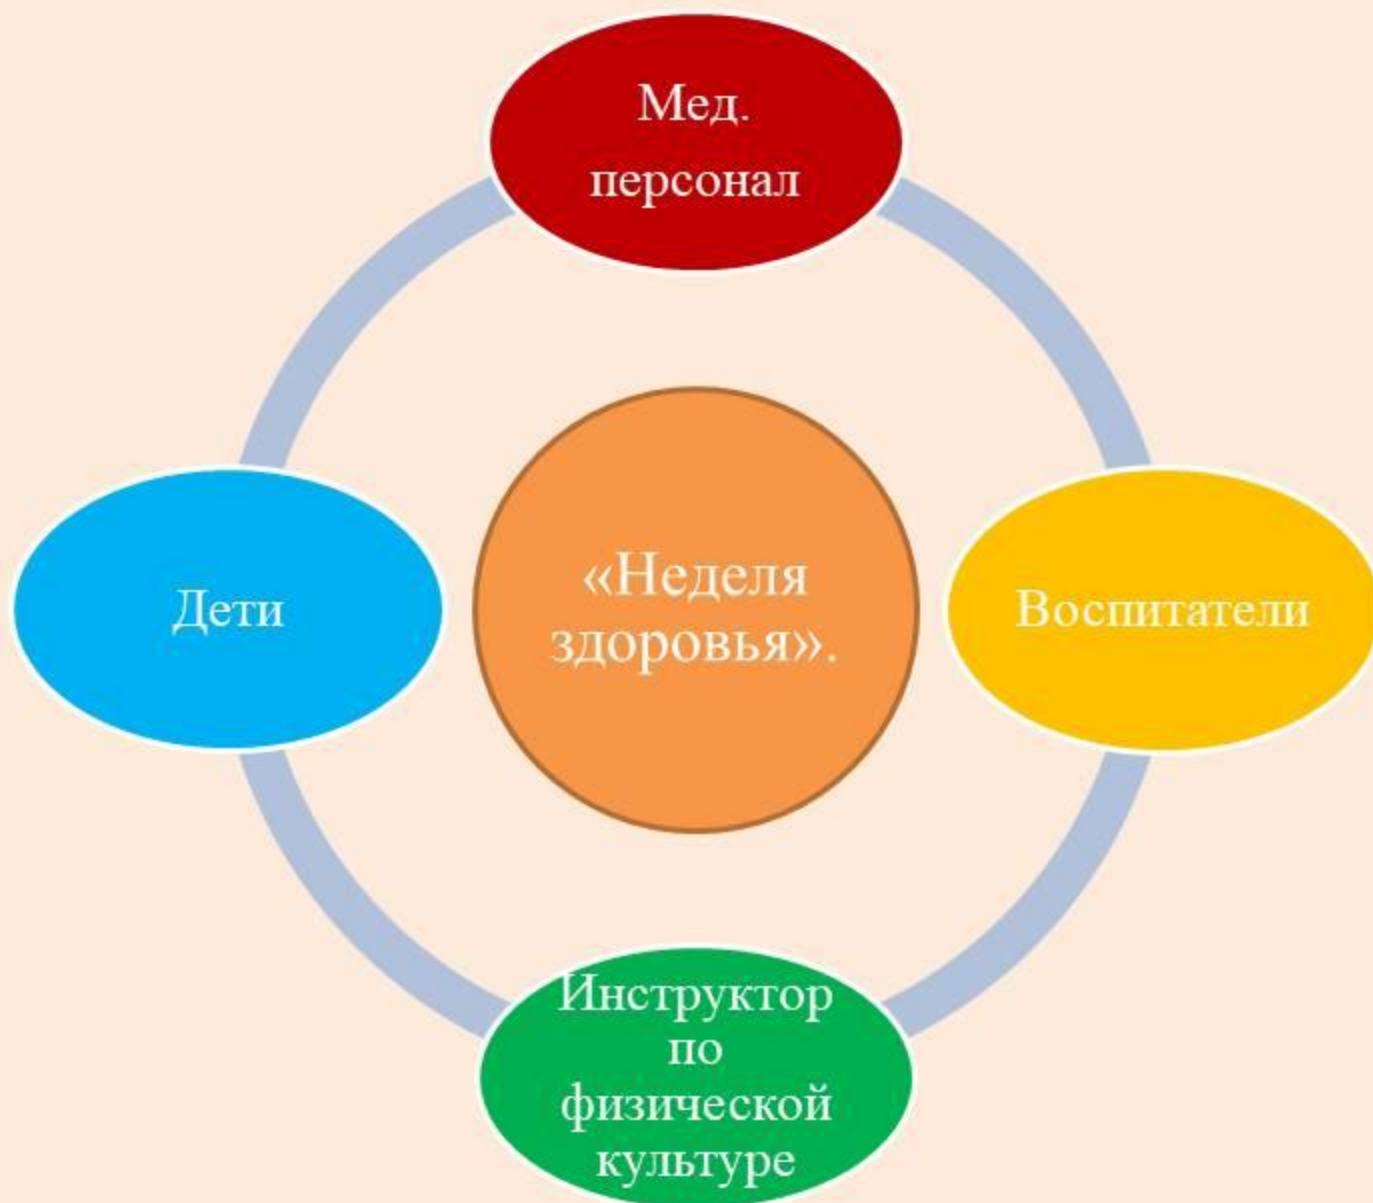 Мед.
персонал
Дети
«Неделя
здоровья».
Воспитатели
Инструктор
по
физической
культуре